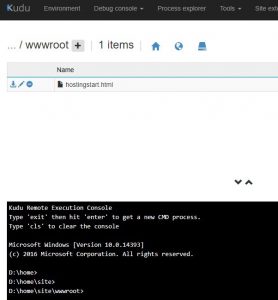 Kudu Environment Debug console Process explorer Tools Site ext
... / wwwroot + | 1 items |
Name
hostingstart.html
Kudu Remote Execution Console
Type 'exit' then hit 'enter' to get a new CMD process.
Type 'cls' to clear the console
Microsoft Windows [Version 10.0.14393]
(c) 2016 Microsoft Corporation. All rights reserved.
D:\home>
D:\home\site>
D:\home\site\wwwroot>